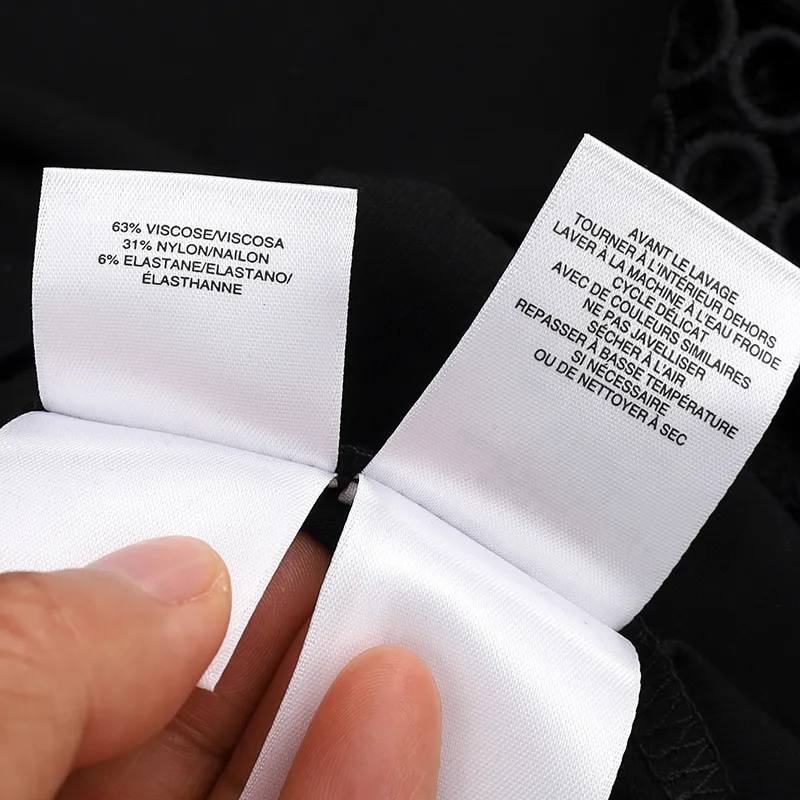 63% VISCOSE/VISCOSA
31% NYLON/NAILON
6% ELASTANE/ELASTANO/
ÉLASTHANNE
AVANT LE LAVAGE
TOURNER À L'INTÉRIEUR DEHORS
LAVER À LA MACHINE À L'EAU FROIDE
CYCLE DÉLICAT
AVEC DE COULEURS SIMILAIRES
NE PAS JAVELLISER
SÉCHER À L'AIR
REPASSER À BASSE TEMPÉRATURE
SI NÉCESSAIRE
OU DE NETTOYER À SEC